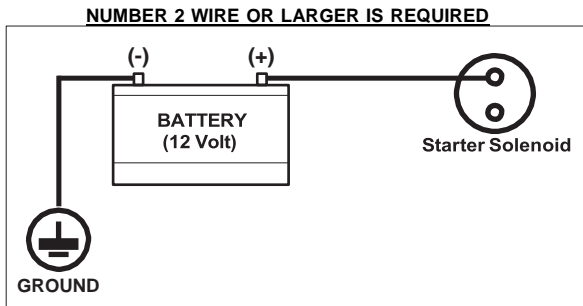 NUMBER 2 WIRE OR LARGER IS REQUIRED
(-)
(+)
BATTERY
(12 Volt)
Starter Solenoid
GROUND